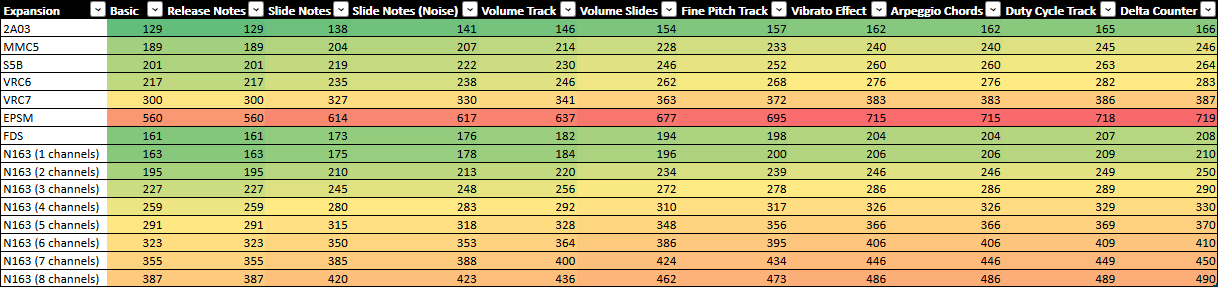 Expansion Basic Release Notes Slide Notes Slide Notes (Noise) Volume Track Volume Slides Fine Pitch Track Vibrato Effect Arpeggio Chords Duty Cycle Track Delta Counter
2A03 129 129 138 141 146 154 157 162 162 165 166
MMC5 189 189 204 207 214 228 233 240 240 245 246
S5B 201 201 219 222 230 246 252 260 260 263 264
VRC6 217 217 235 238 246 262 268 276 276 282 283
VRC7 300 300 327 330 341 363 372 383 383 386 387
EPSM 560 560 614 617 637 677 695 715 715 718 719
FDS 161 161 173 176 182 194 198 204 204 207 208
N163 (1 channels) 163 163 175 178 184 196 200 206 206 209 210
N163 (2 channels) 195 195 210 213 220 234 239 246 246 249 250
N163 (3 channels) 227 227 245 248 256 272 278 286 286 289 290
N163 (4 channels) 259 259 280 283 292 310 317 326 326 329 330
N163 (5 channels) 291 291 315 318 328 348 356 366 366 369 370
N163 (6 channels) 323 323 350 353 364 386 395 406 406 409 410
N163 (7 channels) 355 355 385 388 400 424 434 446 446 449 450
N163 (8 channels) 387 387 420 423 436 462 473 486 486 489 490